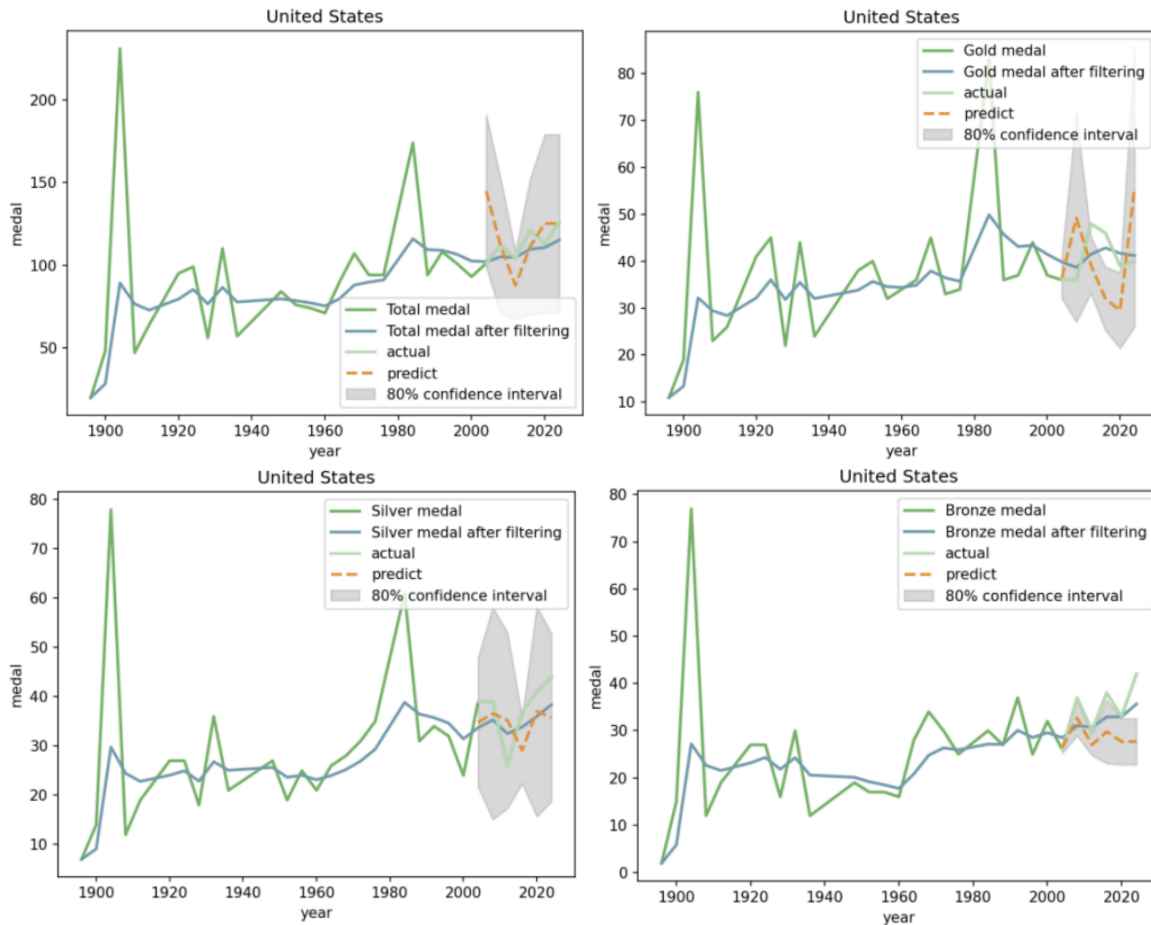 United States
medal
200
150
100
50
Total medal
Total medal after filtering
actual
predict
80% confidence interval
1900 1920 1940 1960 1980 2000 2020
year
United States
medal
80
70
60
50
40
30
20
10
Gold medal
Gold medal after filtering
actual
predict
80% confidence interval
1900 1920 1940 1960 1980 2000 2020
year
United States
medal
80
70
60
50
40
30
20
10
Silver medal
Silver medal after filtering
actual
predict
80% confidence interval
1900 1920 1940 1960 1980 2000 2020
year
United States
medal
80
70
60
50
40
30
20
10
0
Bronze medal
Bronze medal after filtering
actual
predict
80% confidence interval
1900 1920 1940 1960 1980 2000 2020
year